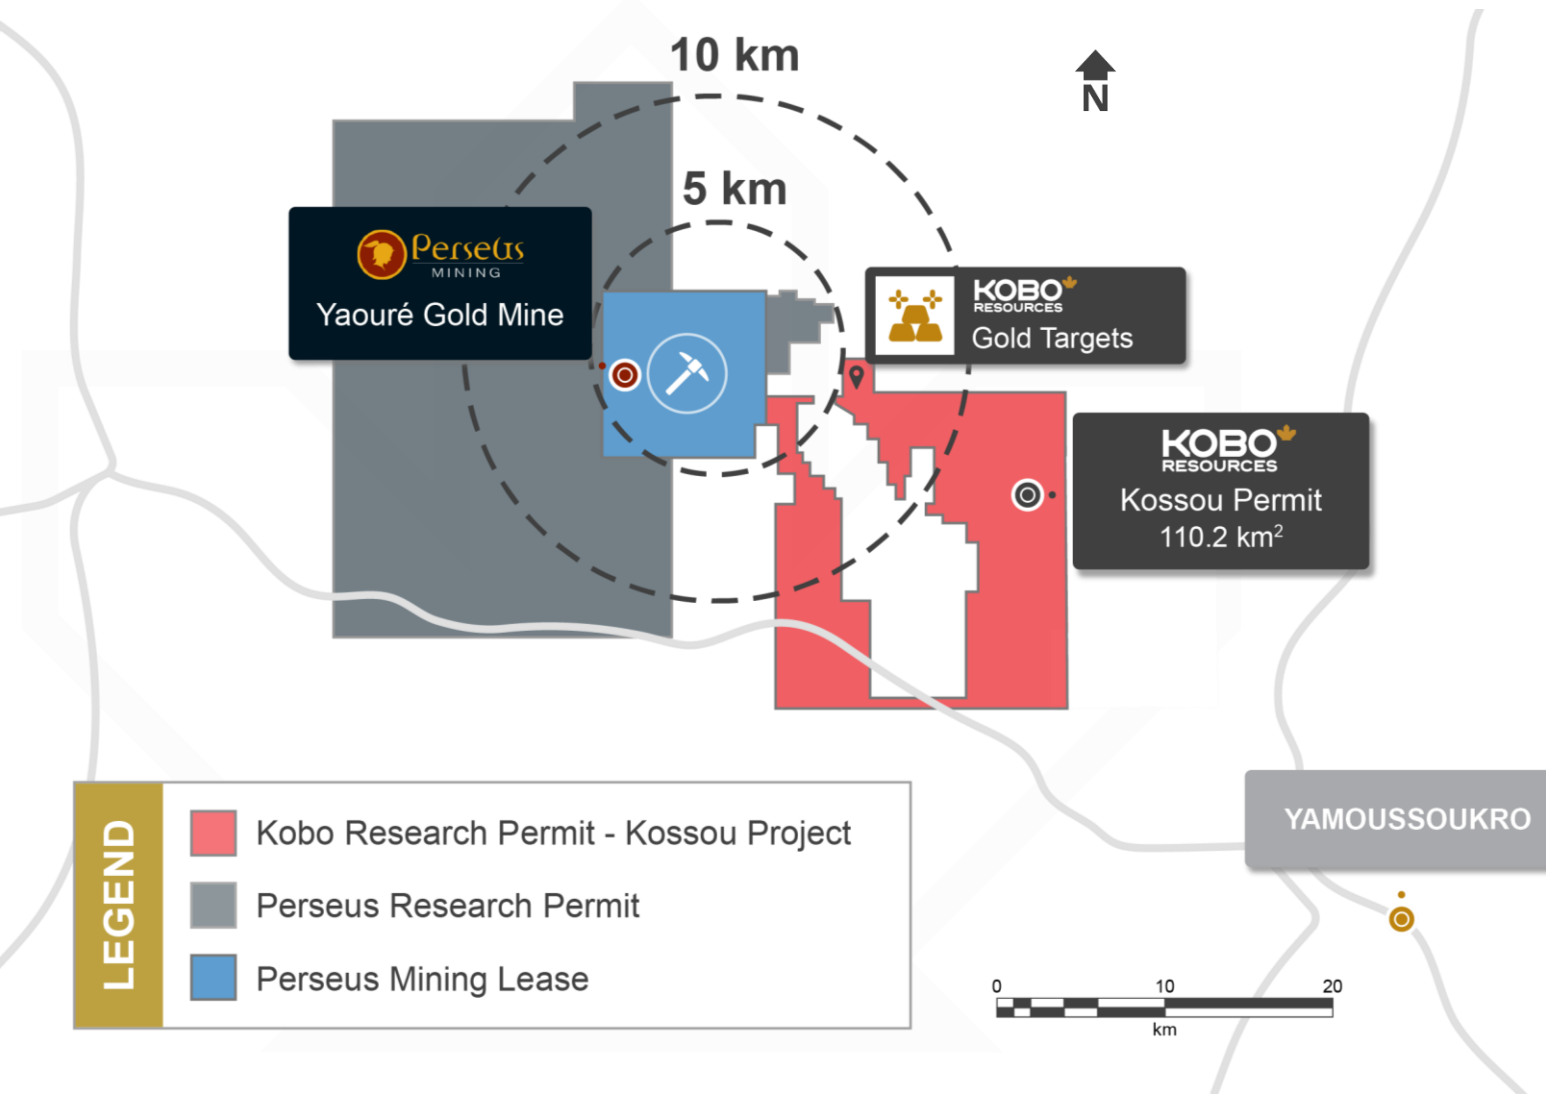 10 km
N
5 km
Perseus
MINING
Yaouré Gold Mine
KOBO
RESOURCES
Gold Targets
KOBO
RESOURCES
Kossou Permit
110.2 km²
YAMOUSSOUKRO
LEGEND
Kobo Research Permit - Kossou Project
Perseus Research Permit
Perseus Mining Lease
0 10 20
km